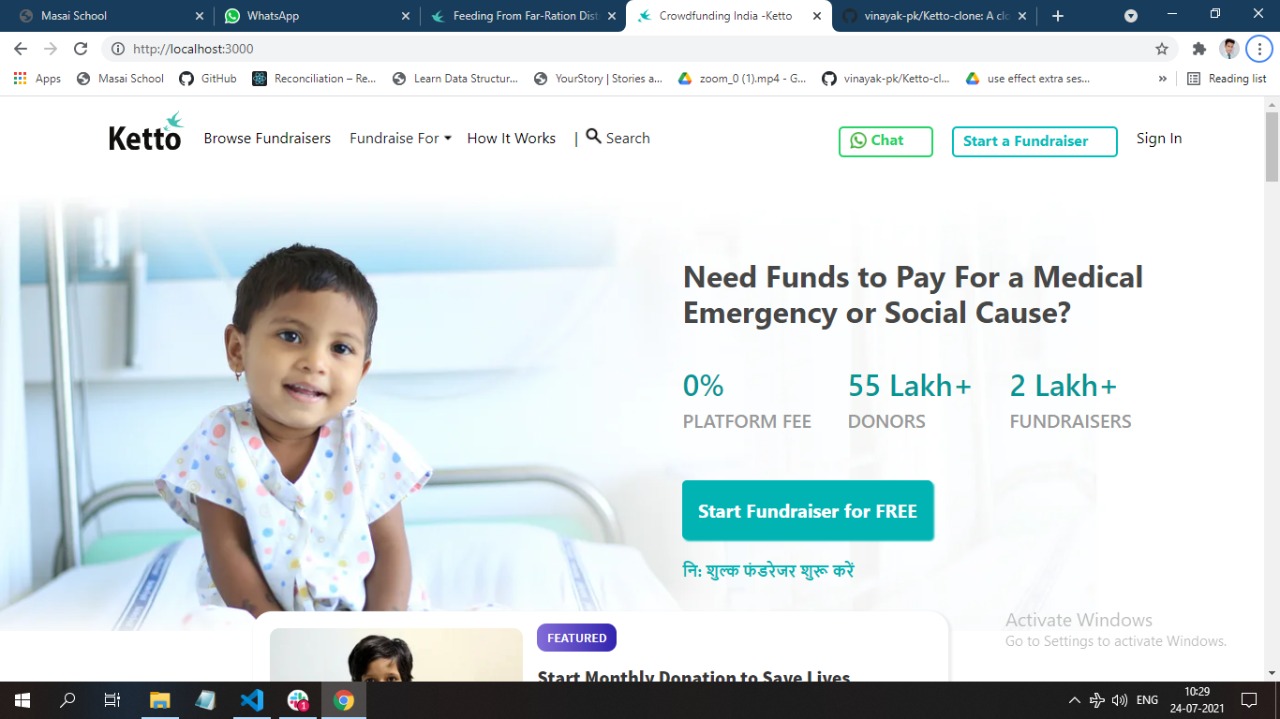 Masai School
WhatsApp
Feeding From Far-Ration Dist
Crowdfunding India -Ketto
vinayak-pk/Ketto-clone: A clo
http://localhost:3000
Apps
Masai School
GitHub
Reconciliation – Re...
Learn Data Structur...
YourStory | Stories a...
zoom_0 (1).mp4 - G...
vinayak-pk/Ketto-cl...
use effect extra ses...
»
Reading list
Ketto
Browse Fundraisers
Fundraise For
How It Works
| Search
Chat
Start a Fundraiser
Sign In
Need Funds to Pay For a Medical
Emergency or Social Cause?
0%
PLATFORM FEE
55 Lakh+
DONORS
2 Lakh+
FUNDRAISERS
Start Fundraiser for FREE
नि: शुल्क फंडरेजर शुरू करें
FEATURED
Start Monthly Donation to Save Lives
Activate Windows
Go to Settings to activate Windows.
1
ENG
10:29
24-07-2021